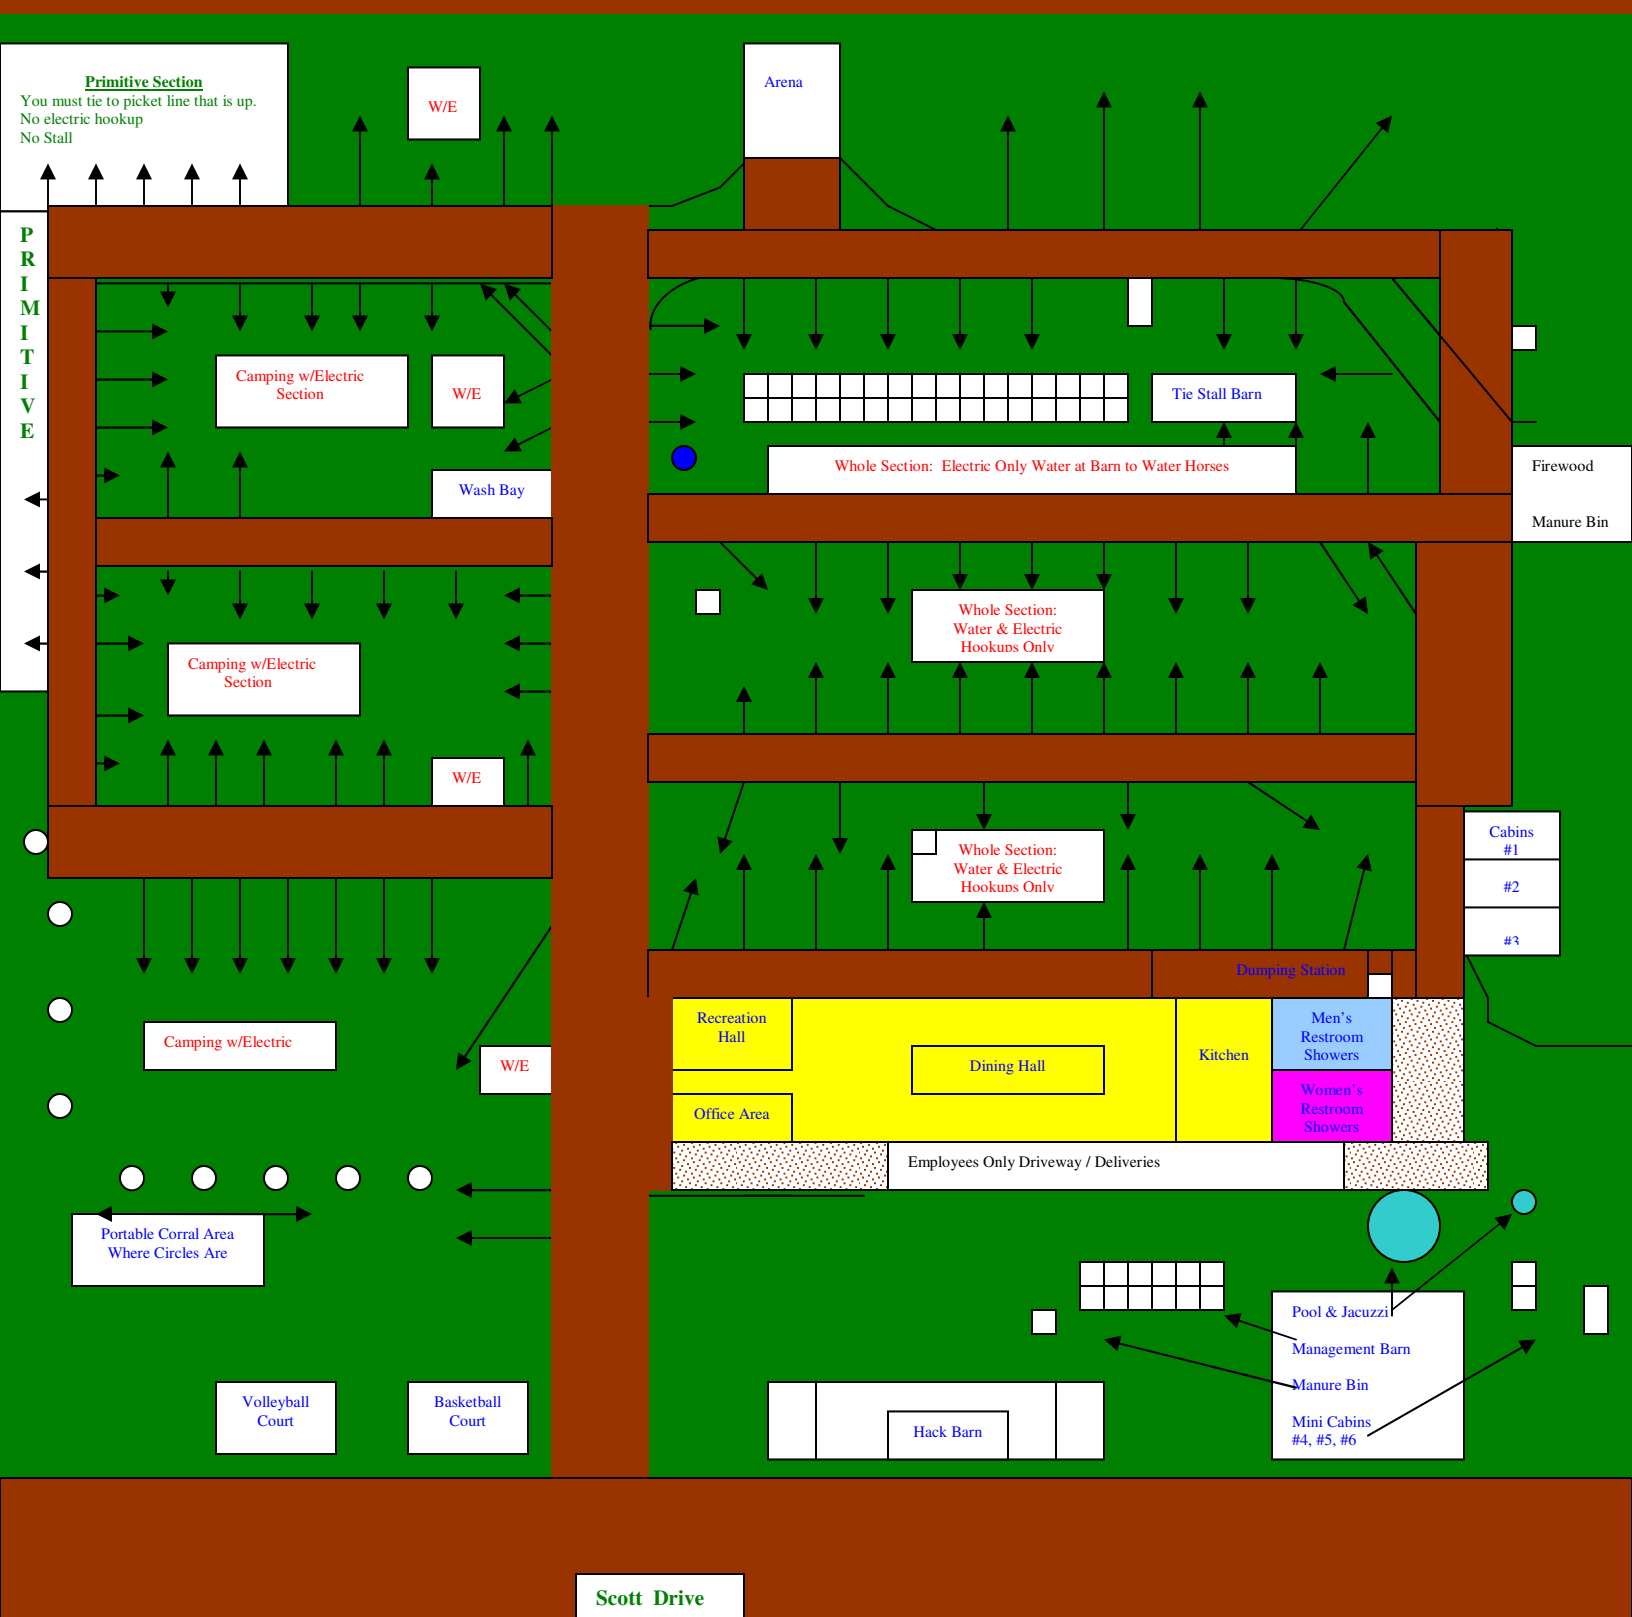 Primitive Section
You must tie to picket line that is up.
No electric hookup
No Stall
W/E
Arena
P
R
I
M
I
T
I
V
E
Camping w/Electric
Section
W/E
Tie Stall Barn
Whole Section:  Electric Only Water at Barn to Water Horses
Wash Bay
Firewood
Manure Bin
Whole Section:
Water & Electric
Hookups Only
Camping w/Electric
Section
W/E
Whole Section:
Water & Electric
Hookups Only
Cabins
#1
#2
#3
Dumping Station
Recreation
Hall
Dining Hall
Office Area
Kitchen
Men's
Restroom
Showers
Women's
Restroom
Showers
Camping w/Electric
W/E
Employees Only Driveway / Deliveries
Portable Corral Area
Where Circles Are
Pool & Jacuzzi
Management Barn
Manure Bin
Mini Cabins
#4, #5, #6
Volleyball
Court
Basketball
Court
Hack Barn
Scott  Drive